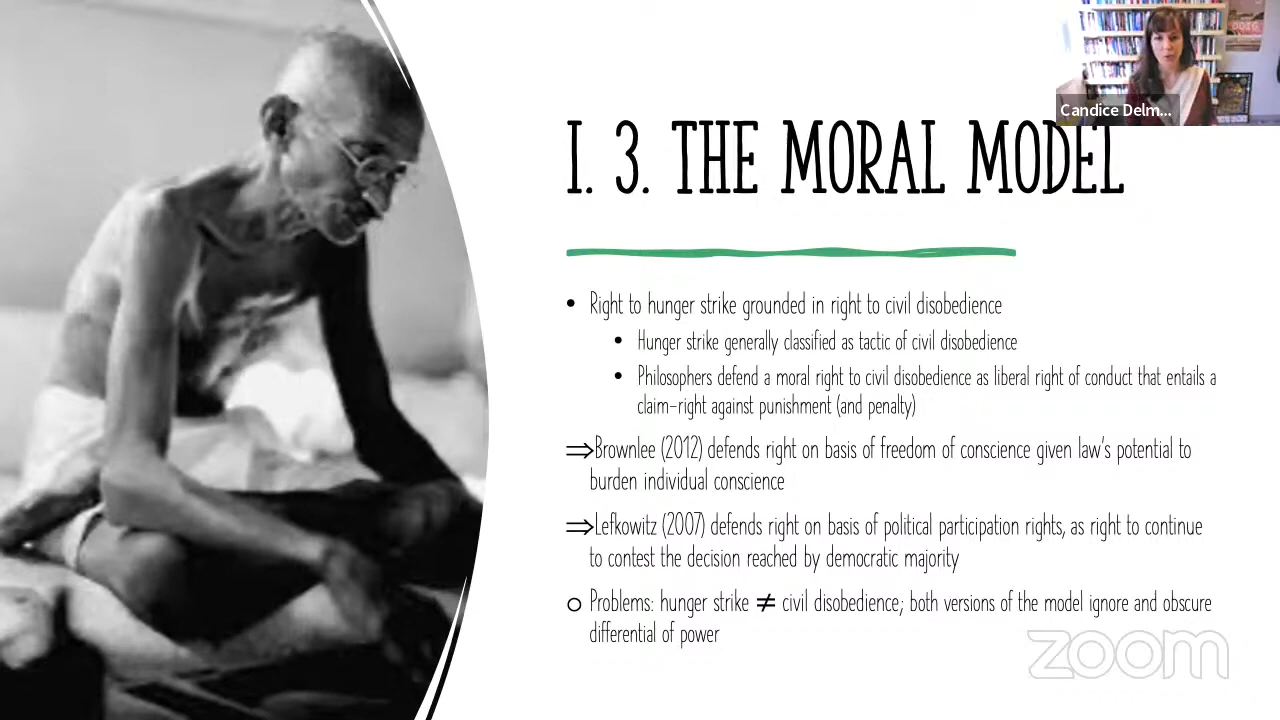 Candice Delm...
I. 3. THE MORAL MODEL
• Right to hunger strike grounded in right to civil disobedience
• Hunger strike generally classified as tactic of civil disobedience
• Philosophers defend a moral right to civil disobedience as liberal right of conduct that entails a
claim-right against punishment (and penalty)
⇒Brownlee (2012) defends right on basis of freedom of conscience given law's potential to
burden individual conscience
⇒Lefkowitz (2007) defends right on basis of political participation rights, as right to continue
to contest the decision reached by democratic majority
o Problems: hunger strike ≠ civil disobedience; both versions of the model ignore and obscure
differential of power
zoom